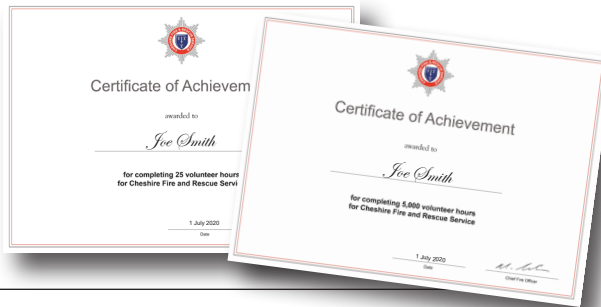 Certificate of Achievem
awarded to
Joe Smith
for completing 25 volunteer hours
for Cheshire Fire and Rescue Servi
1 July 2020
Date
Certificate of Achievement
awarded to
Joe Smith
for completing 5,000 volunteer hours
for Cheshire Fire and Rescue Service
1 July 2020
Date
Chief Fire Officer